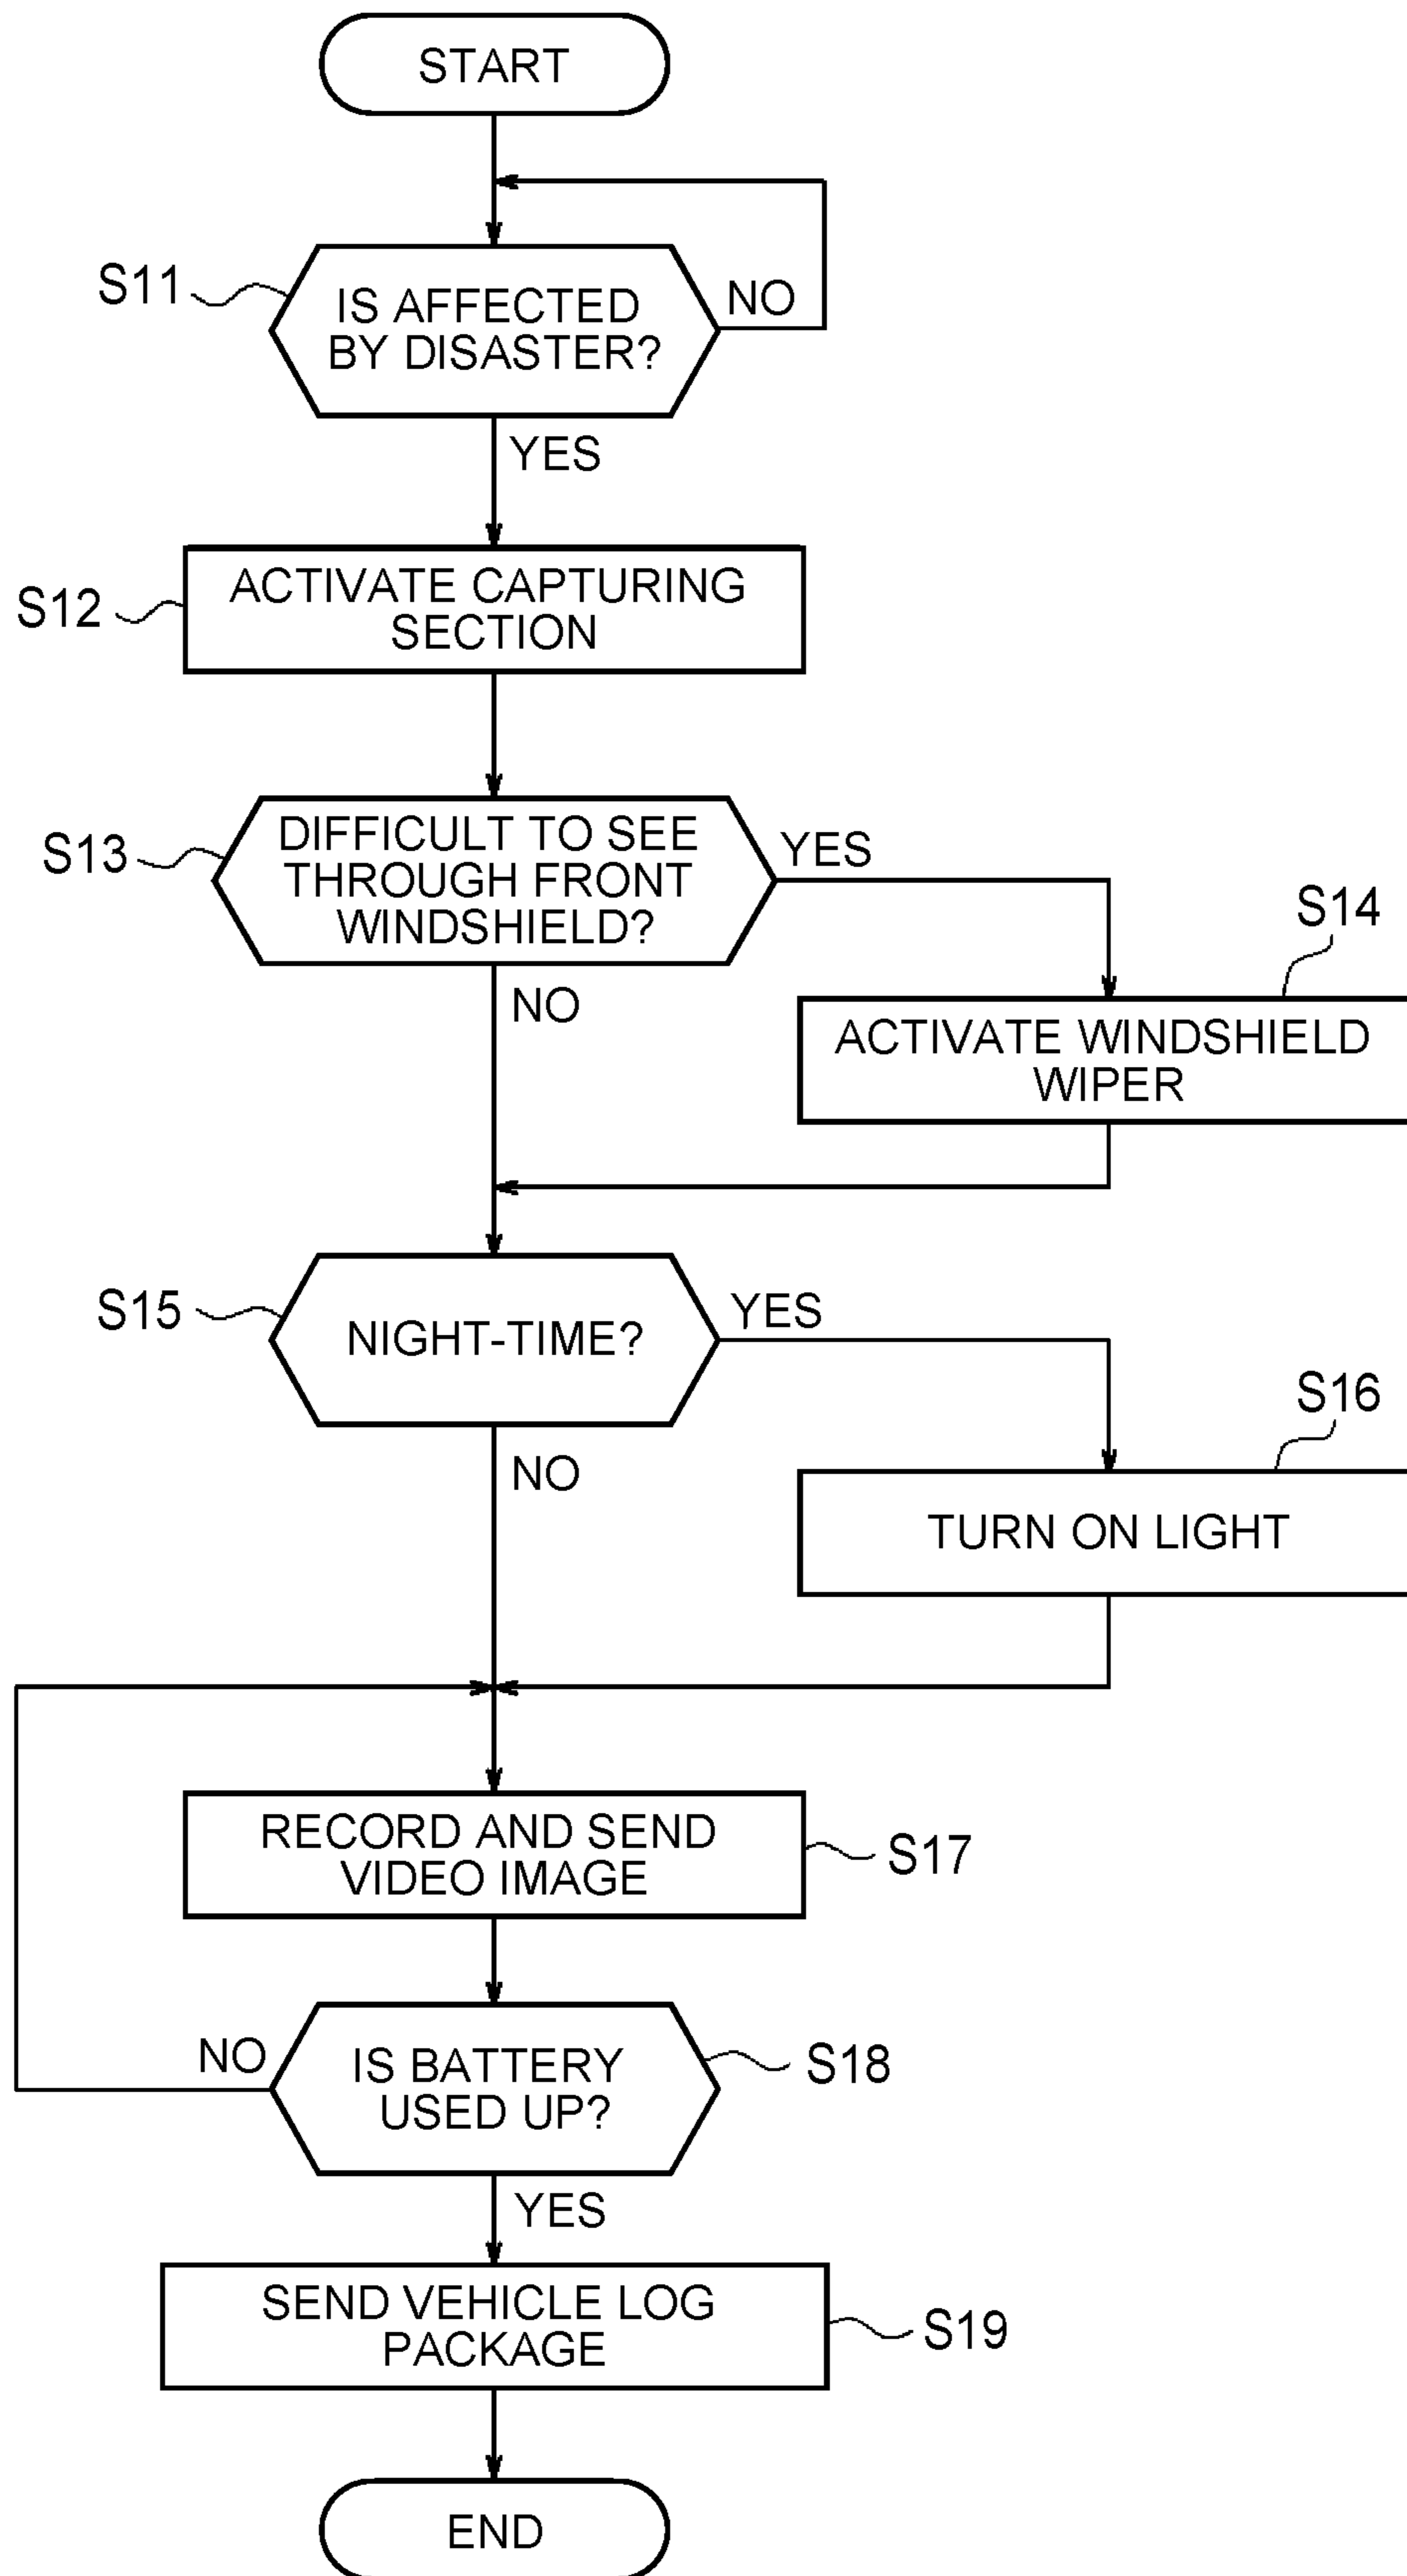 START
S11
IS AFFECTED
BY DISASTER?
NO
YES
S12
ACTIVATE CAPTURING
SECTION
S13
DIFFICULT TO SEE
THROUGH FRONT
WINDSHIELD?
YES
NO
S14
ACTIVATE WINDSHIELD
WIPER
S15
NIGHT-TIME?
YES
NO
S16
TURN ON LIGHT
RECORD AND SEND
VIDEO IMAGE
S17
NO
IS BATTERY
USED UP?
S18
YES
SEND VEHICLE LOG
PACKAGE
S19
END